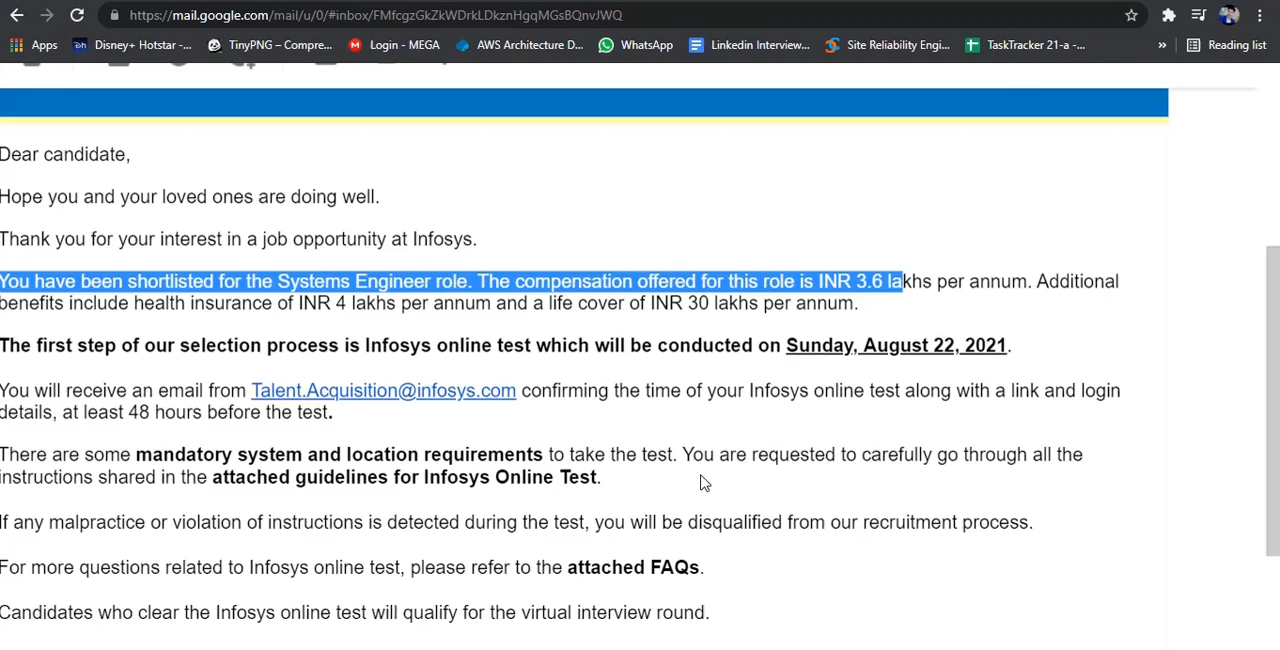 https://mail.google.com/mail/u/0/#inbox/FMfcgzGkZkWDrkLDkznHgqMGsBQnvJWQ
Apps Disney+ Hotstar -... TinyPNG – Compre... Login - MEGA AWS Architecture D... WhatsApp Linkedin Interview... Site Reliability Engi... TaskTracker 21-a -... » Reading list
Dear candidate,
Hope you and your loved ones are doing well.
Thank you for your interest in a job opportunity at Infosys.
You have been shortlisted for the Systems Engineer role. The compensation offered for this role is INR 3.6 lakhs per annum. Additional
benefits include health insurance of INR 4 lakhs per annum and a life cover of INR 30 lakhs per annum.
The first step of our selection process is Infosys online test which will be conducted on Sunday, August 22, 2021.
You will receive an email from Talent.Acquisition@infosys.com confirming the time of your Infosys online test along with a link and login
details, at least 48 hours before the test.
There are some mandatory system and location requirements to take the test. You are requested to carefully go through all the
instructions shared in the attached guidelines for Infosys Online Test.
If any malpractice or violation of instructions is detected during the test, you will be disqualified from our recruitment process.
For more questions related to Infosys online test, please refer to the attached FAQs.
Candidates who clear the Infosys online test will qualify for the virtual interview round.